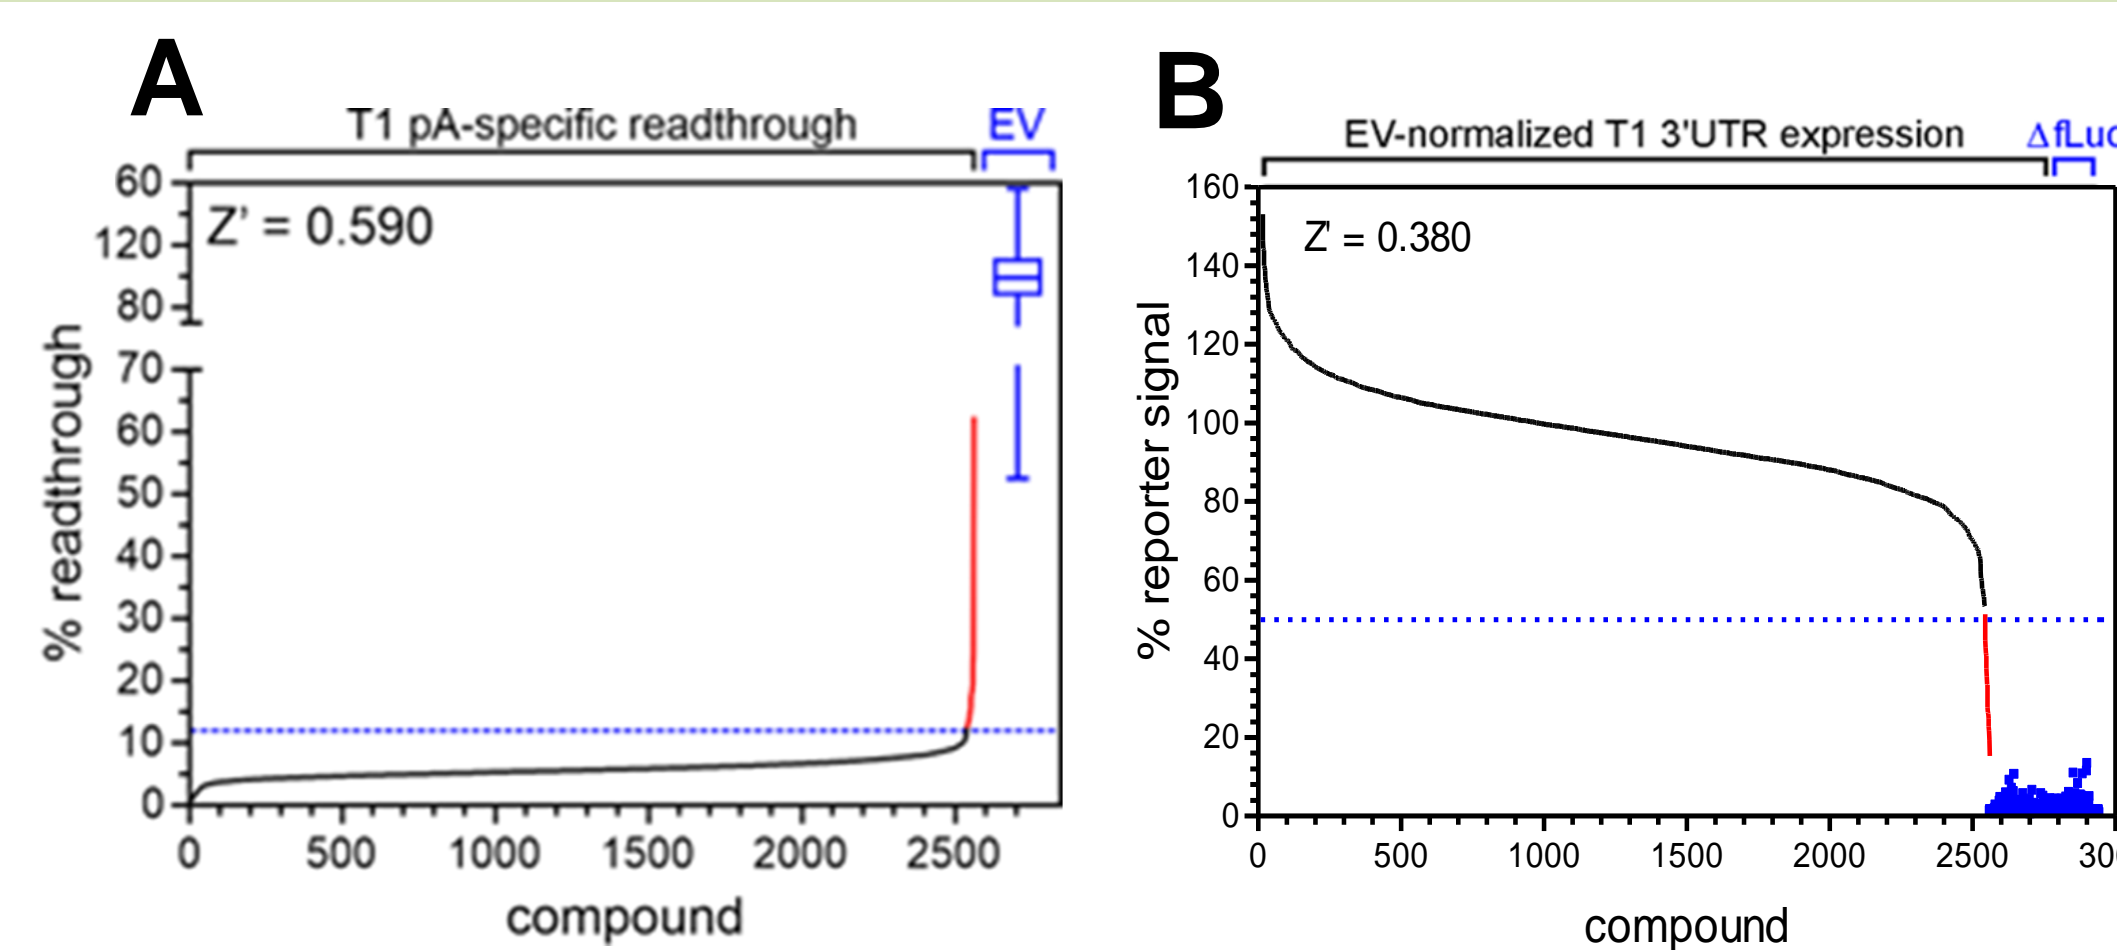 A
T1 pA-specific readthrough
EV
Z’ = 0.590
60
120
80
70
60
50
40
30
20
10
0
% readthrough
0 500 1000 1500 2000 2500
compound
B
EV-normalized T1 3'UTR expression
Δ fLuc
Z' = 0.380
160
140
120
100
80
60
40
20
0
% reporter signal
0 500 1000 1500 2000 2500 30
compound